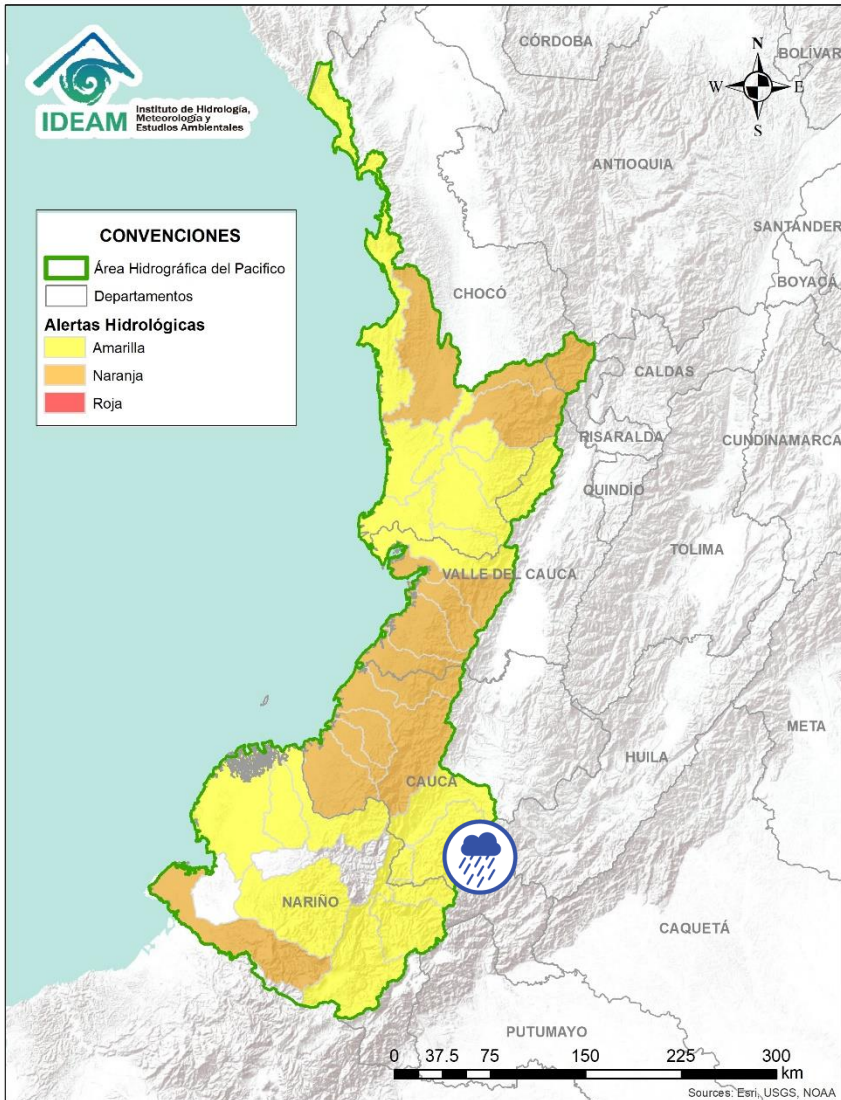 IDEAM
Instituto de Hidrología,
Meteorología y
Estudios Ambientales
CÓRDOBA
BOLÍVAR
N
W
E
S
ANTIOQUIA
SANTANDER
BOYACÁ
CONVENCIONES
Área Hidrográfica del Pacifico
Departamentos
Alertas Hidrológicas
Amarilla
Naranja
Roja
CHOCÓ
CALDAS
RISARALDA
CUNDINAMARCA
QUINDÍO
TOLIMA
VALLE DEL CAUCA
META
HUILA
CAUCA
NARIÑO
CAQUETÁ
PUTUMAYO
0 37.5 75 150 225 300
km
Sources: Esri, USGS, NOAA